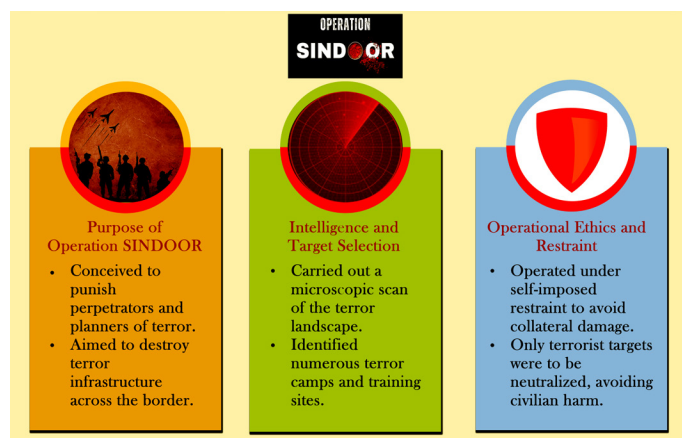 OPERATION
SINDOOR
Purpose of
Operation SINDOOR
• Conceived to
punish
perpetrators and
planners of terror.
• Aimed to destroy
terror
infrastructure
across the border.
Intelligence and
Target Selection
• Carried out a
microscopic scan
of the terror
landscape.
• Identified
numerous terror
camps and training
sites.
Operational Ethics and
Restraint
• Operated under
self-imposed
restraint to avoid
collateral damage.
• Only terrorist targets
were to be
neutralized, avoiding
civilian harm.